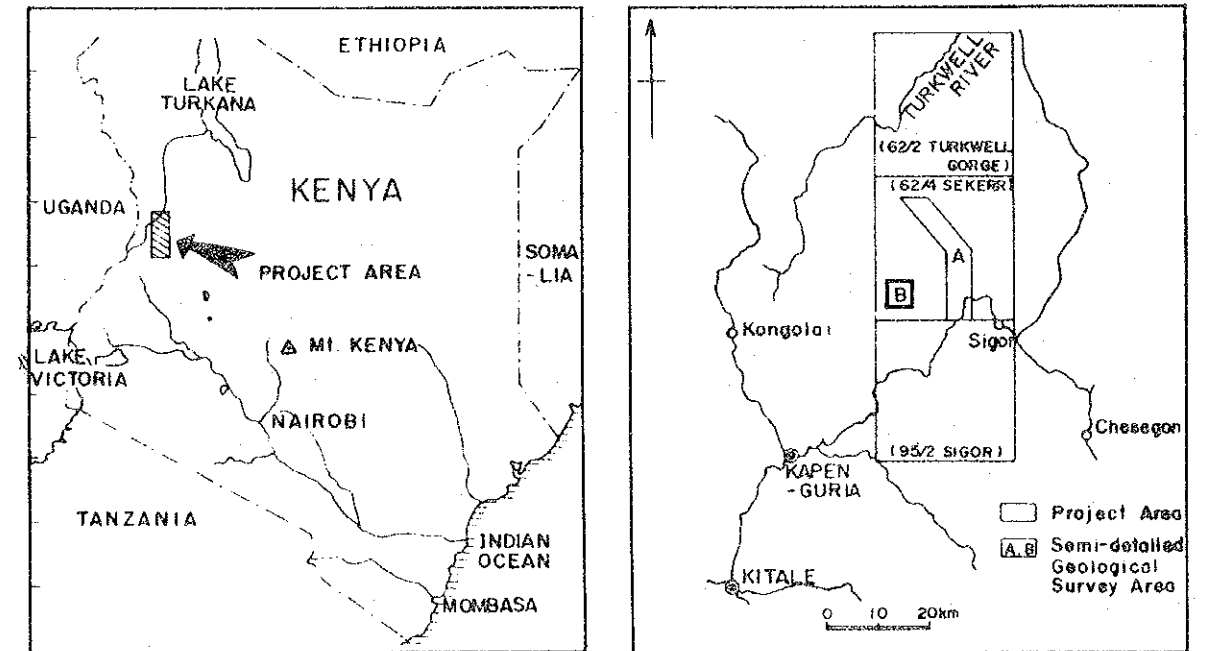 ETHIOPIA
LAKE
TURKANA
KENYA
UGANDA
PROJECT AREA
SOMA
-LIA
Mt. KENYA
LAKE
VICTORIA
NAIROBI
TANZANIA
INDIAN
OCEAN
MOMBASA
TURKWELL
RIVER
(62/2 TURKWELL
GORGE)
(62/4 SEKERR)
A
B
Kongolai
Sigor
Chesegon
(95/2 SIGOR)
KAPEN
-GURIA
KITALE
Project Area
A, B Semi-detailed
Geological
Survey Area
0 10 20km